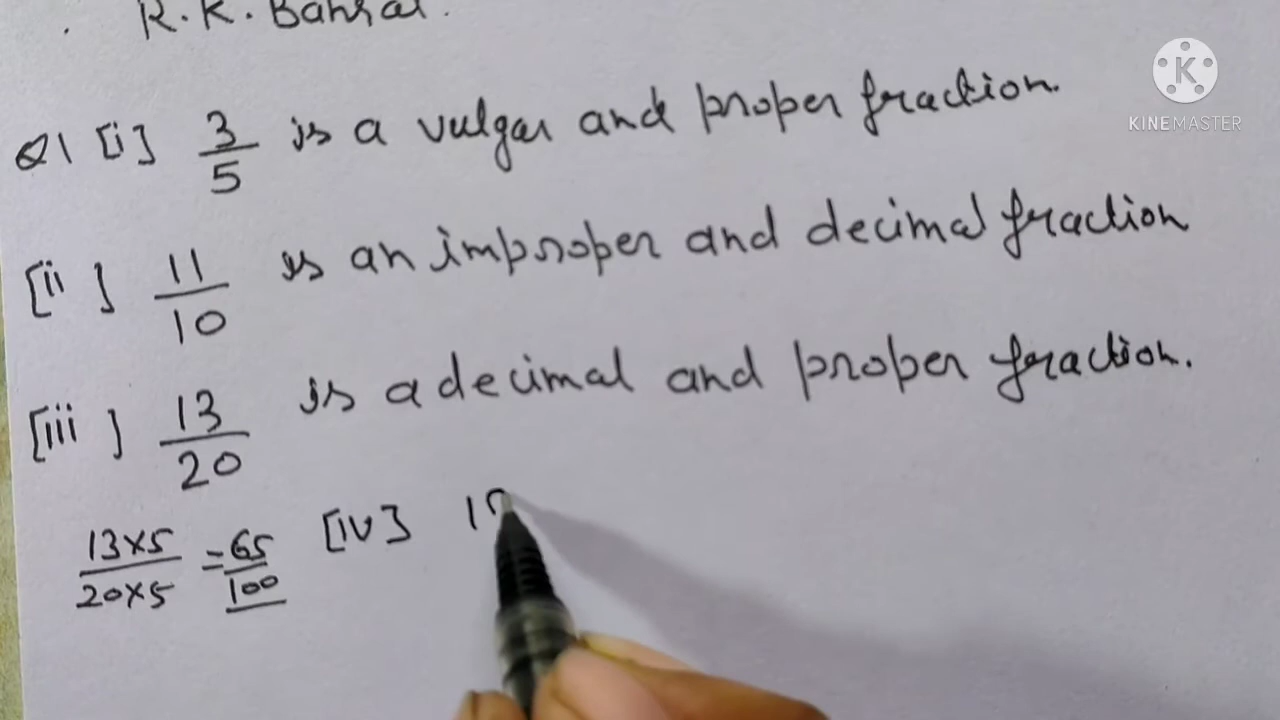 R.K. Bansal.
KINEMASTER
Q1 [i] 3/5 is a vulgar and proper fraction.
[ii] 11/10 is an improper and decimal fraction
[iii] 13/20 is a decimal and proper fraction.
13×5/20×5 = 65/100 [iv] 18